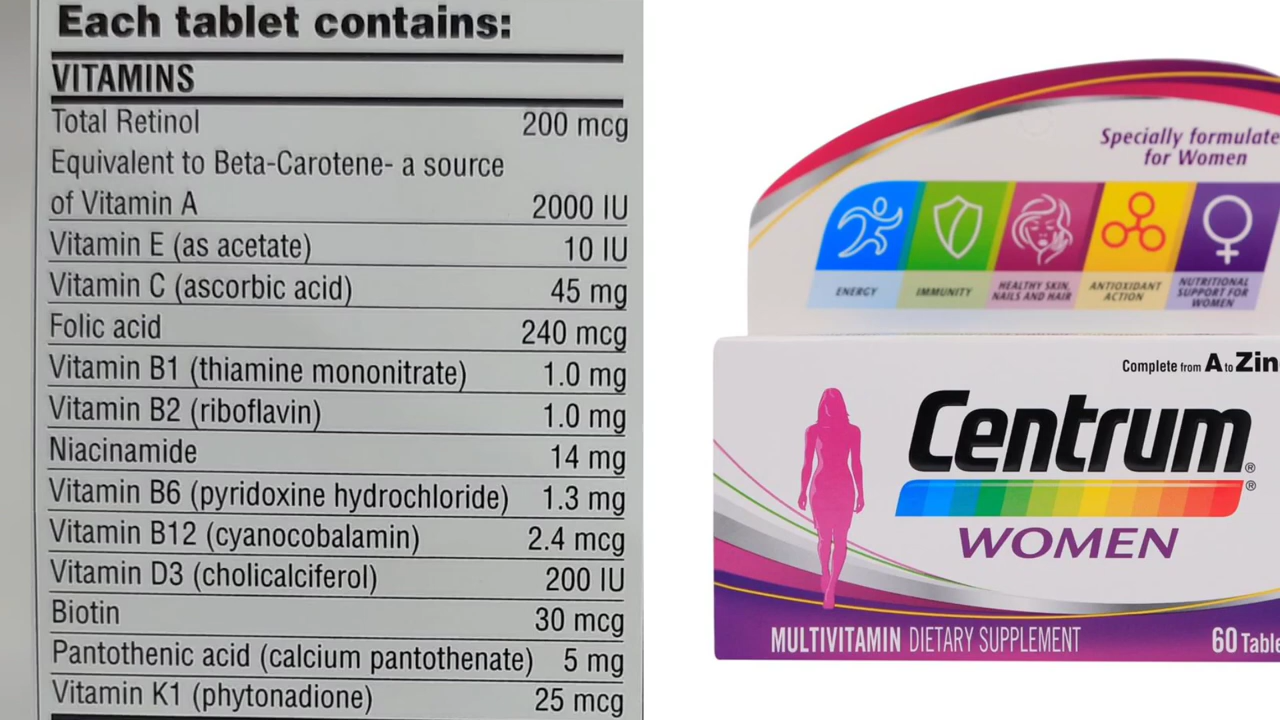 Each tablet contains:
VITAMINS
Total Retinol 200 mcg
Equivalent to Beta-Carotene- a source
of Vitamin A 2000 IU
Vitamin E (as acetate) 10 IU
Vitamin C (ascorbic acid) 45 mg
Folic acid 240 mcg
Vitamin B1 (thiamine mononitrate) 1.0 mg
Vitamin B2 (riboflavin) 1.0 mg
Niacinamide 14 mg
Vitamin B6 (pyridoxine hydrochloride) 1.3 mg
Vitamin B12 (cyanocobalamin) 2.4 mcg
Vitamin D3 (cholicalciferol) 200 IU
Biotin 30 mcg
Pantothenic acid (calcium pantothenate) 5 mg
Vitamin K1 (phytonadione) 25 mcg
Specially formulate
for Women
ENERGY
IMMUNITY
HEALTHY SKIN,
NAILS AND HAIR
ANTIOXIDANT
ACTION
NUTRITIONAL
SUPPORT FOR
WOMEN
Complete from A to Zin
Centrum®
®
WOMEN
MULTIVITAMIN DIETARY SUPPLEMENT
60 Table